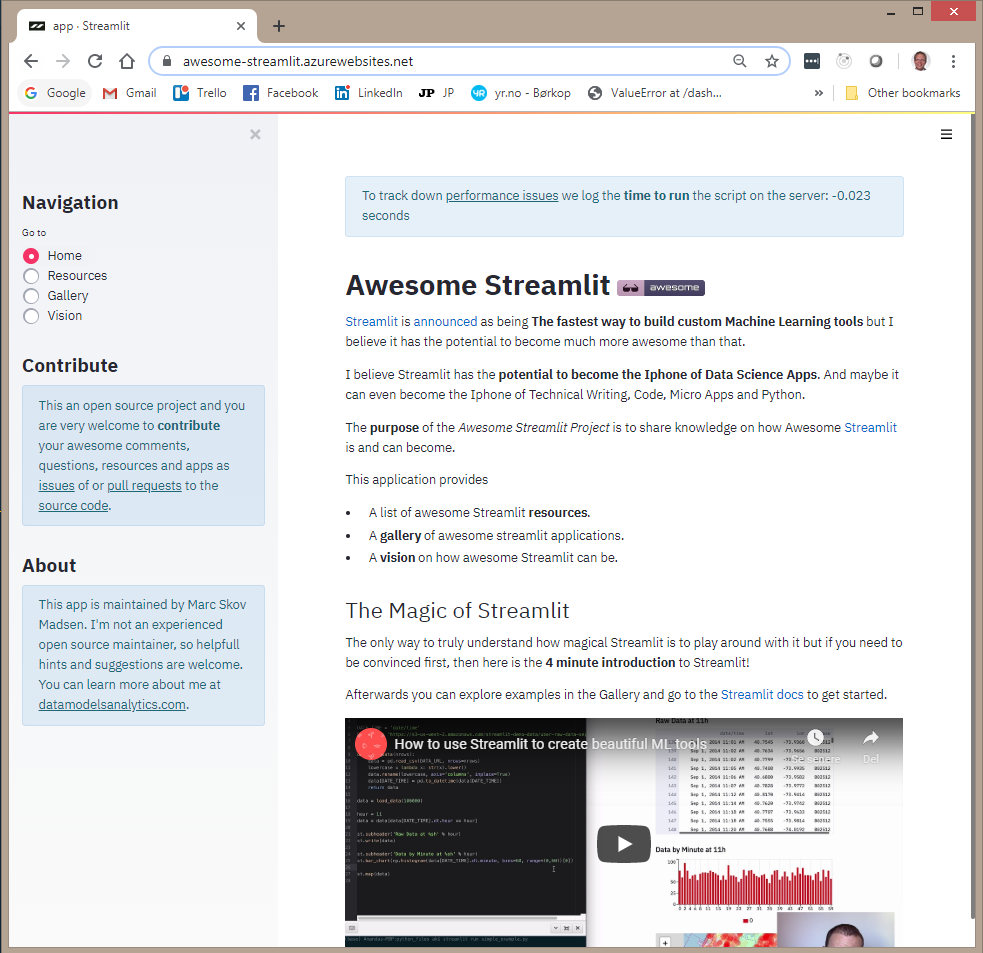 app · Streamlit
awesome-streamlit.azurewebsites.net
Google Gmail Trello Facebook LinkedIn JP JP yr.no - Børkop ValueError at /dash... » Other bookmarks
Navigation
Go to
Home
Resources
Gallery
Vision
Contribute
This an open source project and you
are very welcome to contribute
your awesome comments,
questions, resources and apps as
issues of or pull requests to the
source code.
About
This app is maintained by Marc Skov
Madsen. I'm not an experienced
open source maintainer, so helpfull
hints and suggestions are welcome.
You can learn more about me at
datamodelsanalytics.com.
To track down performance issues we log the time to run the script on the server: -0.023
seconds
Awesome Streamlit awesome
Streamlit is announced as being The fastest way to build custom Machine Learning tools but I
believe it has the potential to become much more awesome than that.
I believe Streamlit has the potential to become the Iphone of Data Science Apps. And maybe it
can even become the Iphone of Technical Writing, Code, Micro Apps and Python.
The purpose of the Awesome Streamlit Project is to share knowledge on how Awesome Streamlit
is and can become.
This application provides
• A list of awesome Streamlit resources.
• A gallery of awesome streamlit applications.
• A vision on how awesome Streamlit can be.
The Magic of Streamlit
The only way to truly understand how magical Streamlit is to play around with it but if you need to
be convinced first, then here is the 4 minute introduction to Streamlit!
Afterwards you can explore examples in the Gallery and go to the Streamlit docs to get started.
How to use Streamlit to create beautiful ML tools
Raw Data at 11h
return data
data = load_data(100000)
hour = 11
st.write(data)
st.map(data)
Data by Minute at 11h